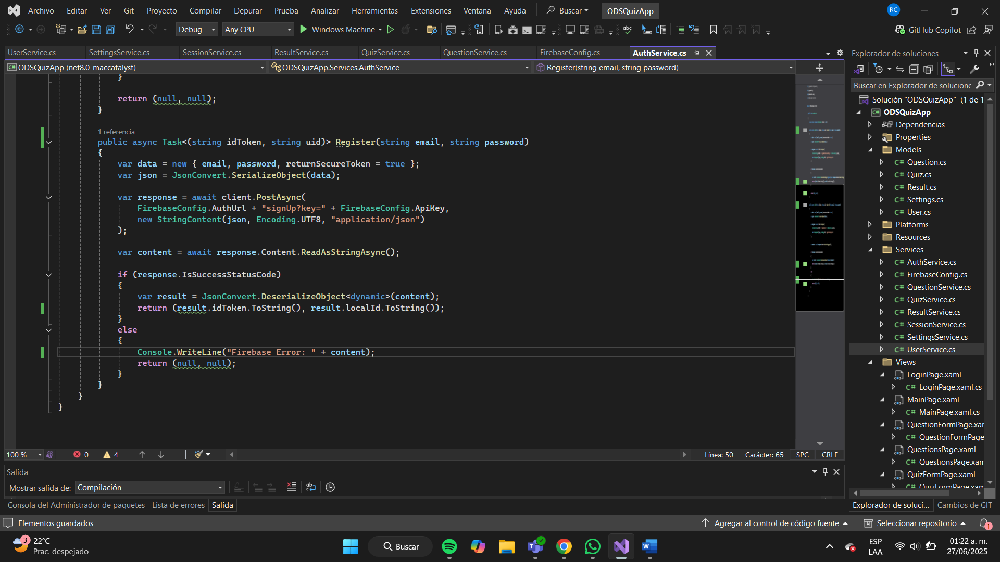 Archivo Editar Ver Git Proyecto Compilar Depurar Prueba Analizar Herramientas Extensiones Ventana Ayuda Buscar ODSQuizApp RC
Debug Any CPU Windows Machine abc GitHub Copilot
UserService.cs SettingsService.cs SessionService.cs ResultService.cs QuizService.cs QuestionService.cs FirebaseConfig.cs AuthService.cs
ODSQuizApp (net8.0-maccatalyst) ODSQuizApp.Services.AuthService Register(string email, string password)
}
return (null, null);
}
1 referencia
public async Task<(string idToken, string uid)> Register(string email, string password)
{
var data = new { email, password, returnSecureToken = true };
var json = JsonConvert.SerializeObject(data);
var response = await client.PostAsync(
FirebaseConfig.AuthUrl + "signUp?key=" + FirebaseConfig.ApiKey,
new StringContent(json, Encoding.UTF8, "application/json")
);
var content = await response.Content.ReadAsStringAsync();
if (response.IsSuccessStatusCode)
{
var result = JsonConvert.DeserializeObject<dynamic>(content);
return (result.idToken.ToString(), result.localId.ToString());
}
else
{
Console.WriteLine("Firebase Error: " + content);
return (null, null);
}
}
}
}
100 % 0 4 Línea: 50 Carácter: 65 SPC CRLF
Salida
Mostrar salida de: Compilación
Consola del Administrador de paquetes Lista de errores Salida
Explorador de soluciones
Buscar en Explorador de solucione
Solución "ODSQuizApp" (1 de 1
C# ODSQuizApp
Dependencias
Properties
Models
C# Question.cs
C# Quiz.cs
C# Result.cs
C# Settings.cs
C# User.cs
Platforms
Resources
Services
C# AuthService.cs
C# FirebaseConfig.cs
C# QuestionService.cs
C# QuizService.cs
C# ResultService.cs
C# SessionService.cs
C# SettingsService.cs
C# UserService.cs
Views
LoginPage.xaml
C# LoginPage.xaml.cs
MainPage.xaml
C# MainPage.xaml.cs
QuestionFormPage.xar
C# QuestionFormPage
QuestionsPage.xaml
C# QuestionsPage.xam
QuizFormPage.xaml
C# QuizFormPage.xam
Explorador de soluci... Cambios de GIT
Elementos guardados Agregar al control de código fuente Seleccionar repositorio 1
3 22°C
Prac. despejado
Buscar
ESP
LAA
01:22 a. m.
27/06/2025